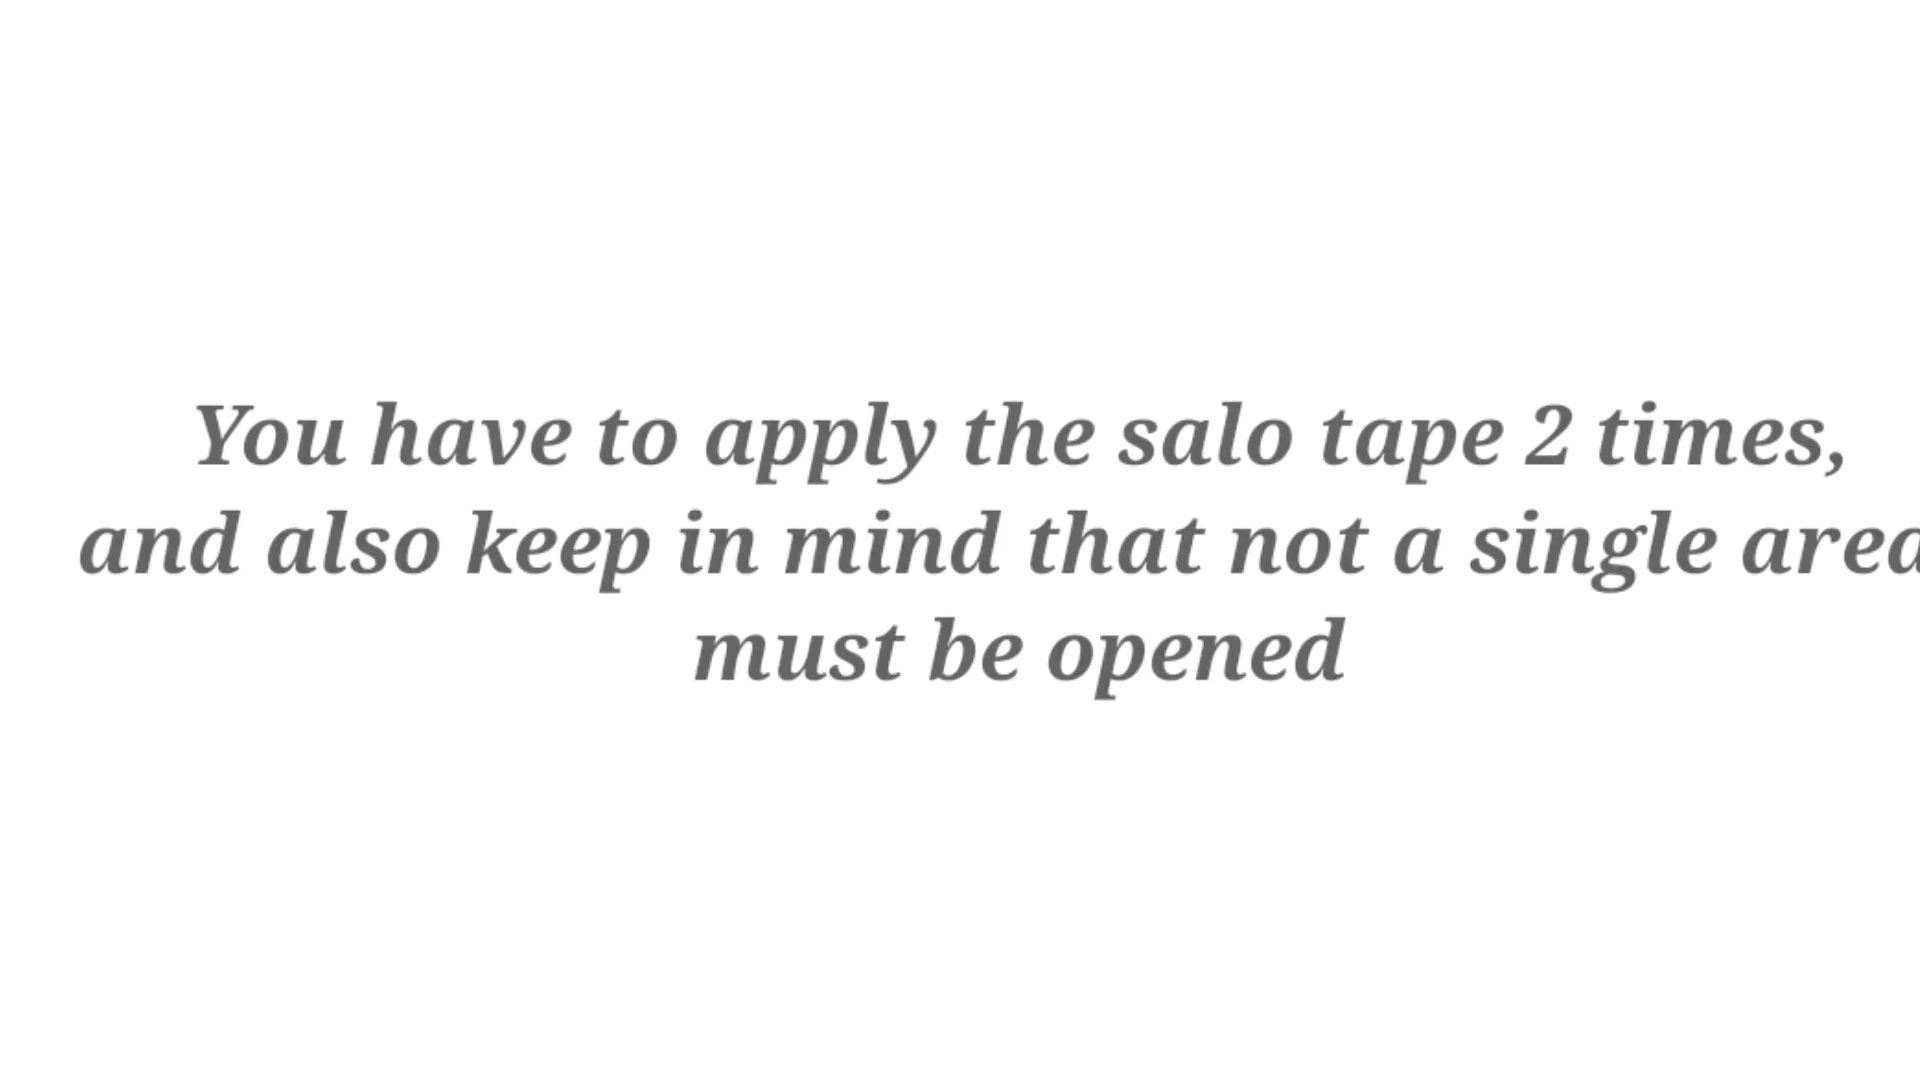 You have to apply the salo tape 2 times,
and also keep in mind that not a single area
must be opened